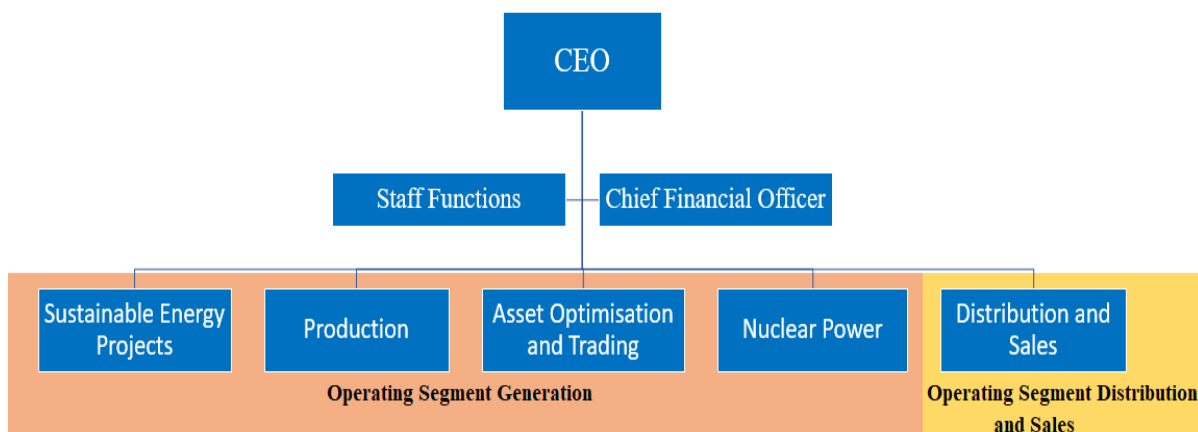 CEO
Staff Functions
Chief Financial Officer
Sustainable Energy
Projects
Production
Asset Optimisation
and Trading
Nuclear Power
Distribution and
Sales
Operating Segment Generation
Operating Segment Distribution
and Sales